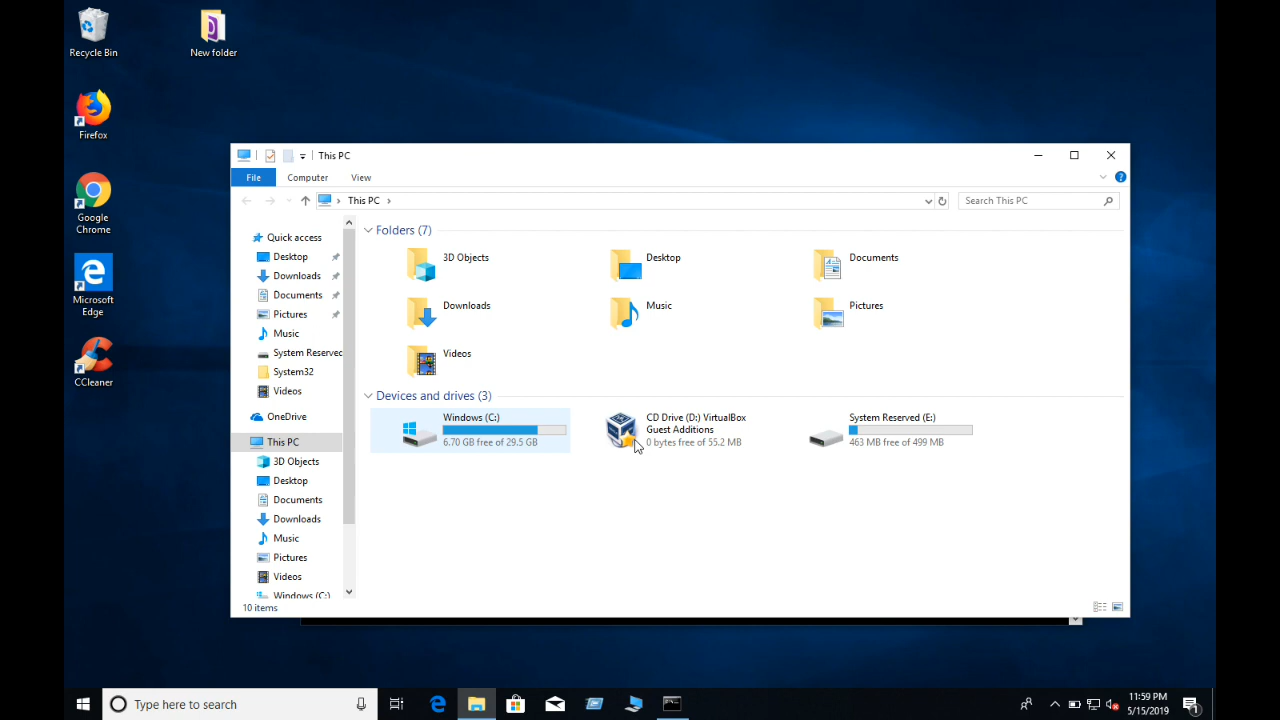 Recycle Bin
New folder
Firefox
Google
Chrome
Microsoft
Edge
CCleaner
This PC
File
Computer
View
This PC
Search This PC
Quick access
Desktop
Downloads
Documents
Pictures
Music
System Reserved
System32
Videos
OneDrive
This PC
3D Objects
Desktop
Documents
Downloads
Music
Pictures
Videos
Windows (C:)
Folders (7)
3D Objects
Desktop
Documents
Downloads
Music
Pictures
Videos
Devices and drives (3)
Windows (C:)
6.70 GB free of 29.5 GB
CD Drive (D:) VirtualBox
Guest Additions
0 bytes free of 55.2 MB
System Reserved (E:)
463 MB free of 499 MB
10 items
Type here to search
11:59 PM
5/15/2019
1